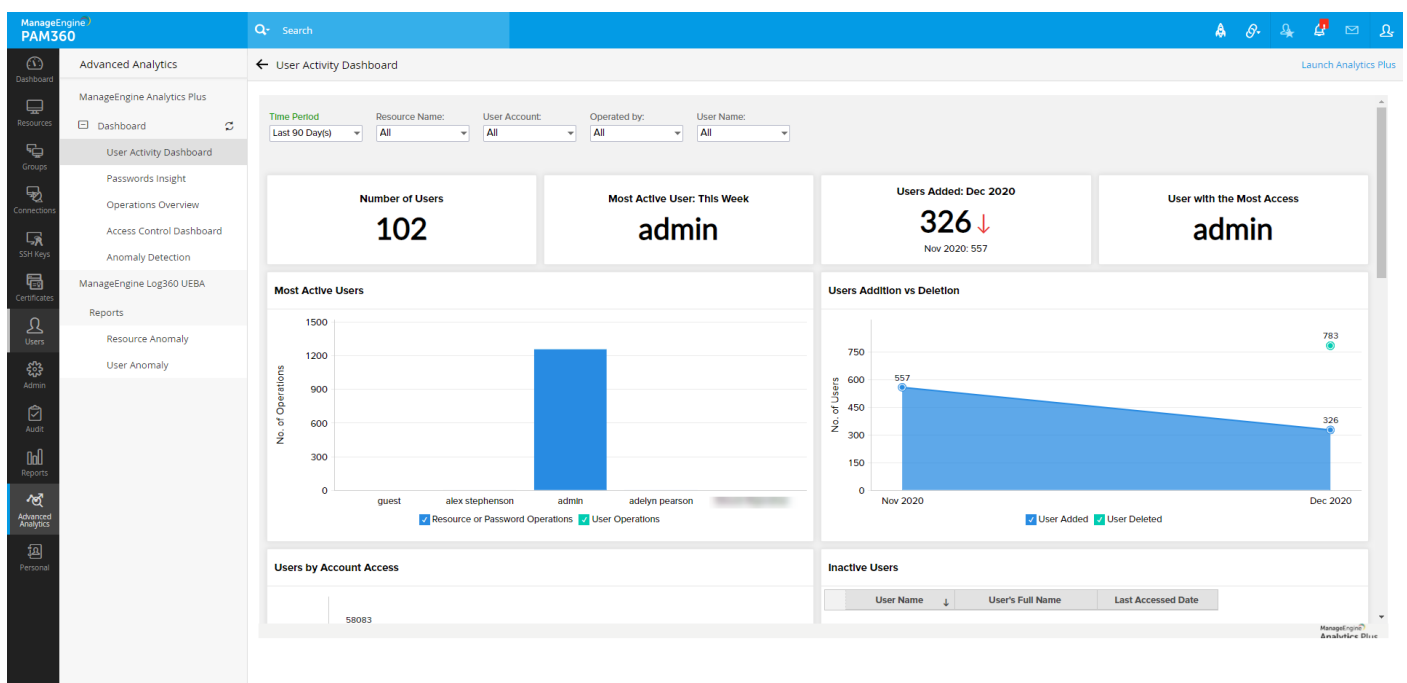 ManageEngine
PAM360
Search
Dashboard
Resources
Groups
Connections
SSH Keys
Certificates
Users
Admin
Audit
Reports
Advanced
Analytics
Personal
Advanced Analytics
ManageEngine Analytics Plus
Dashboard
User Activity Dashboard
Passwords Insight
Operations Overview
Access Control Dashboard
Anomaly Detection
ManageEngine Log360 UEBA
Reports
Resource Anomaly
User Anomaly
User Activity Dashboard
Launch Analytics Plus
Time Period
Last 90 Day(s)
Resource Name:
All
User Account:
All
Operated by:
All
User Name:
All
Number of Users
102
Most Active User: This Week
admin
Users Added: Dec 2020
326
Nov 2020: 557
User with the Most Access
admin
Most Active Users
No. of Operations
1500
1200
900
600
300
0
guest
alex stephenson
admin
adelyn pearson
Resource or Password Operations
User Operations
Users Addition vs Deletion
No. of Users
750
600
450
300
150
0
557
783
326
Nov 2020
Dec 2020
User Added
User Deleted
Users by Account Access
58083
Inactive Users
User Name
User's Full Name
Last Accessed Date
ManageEngine
Analytics Plus